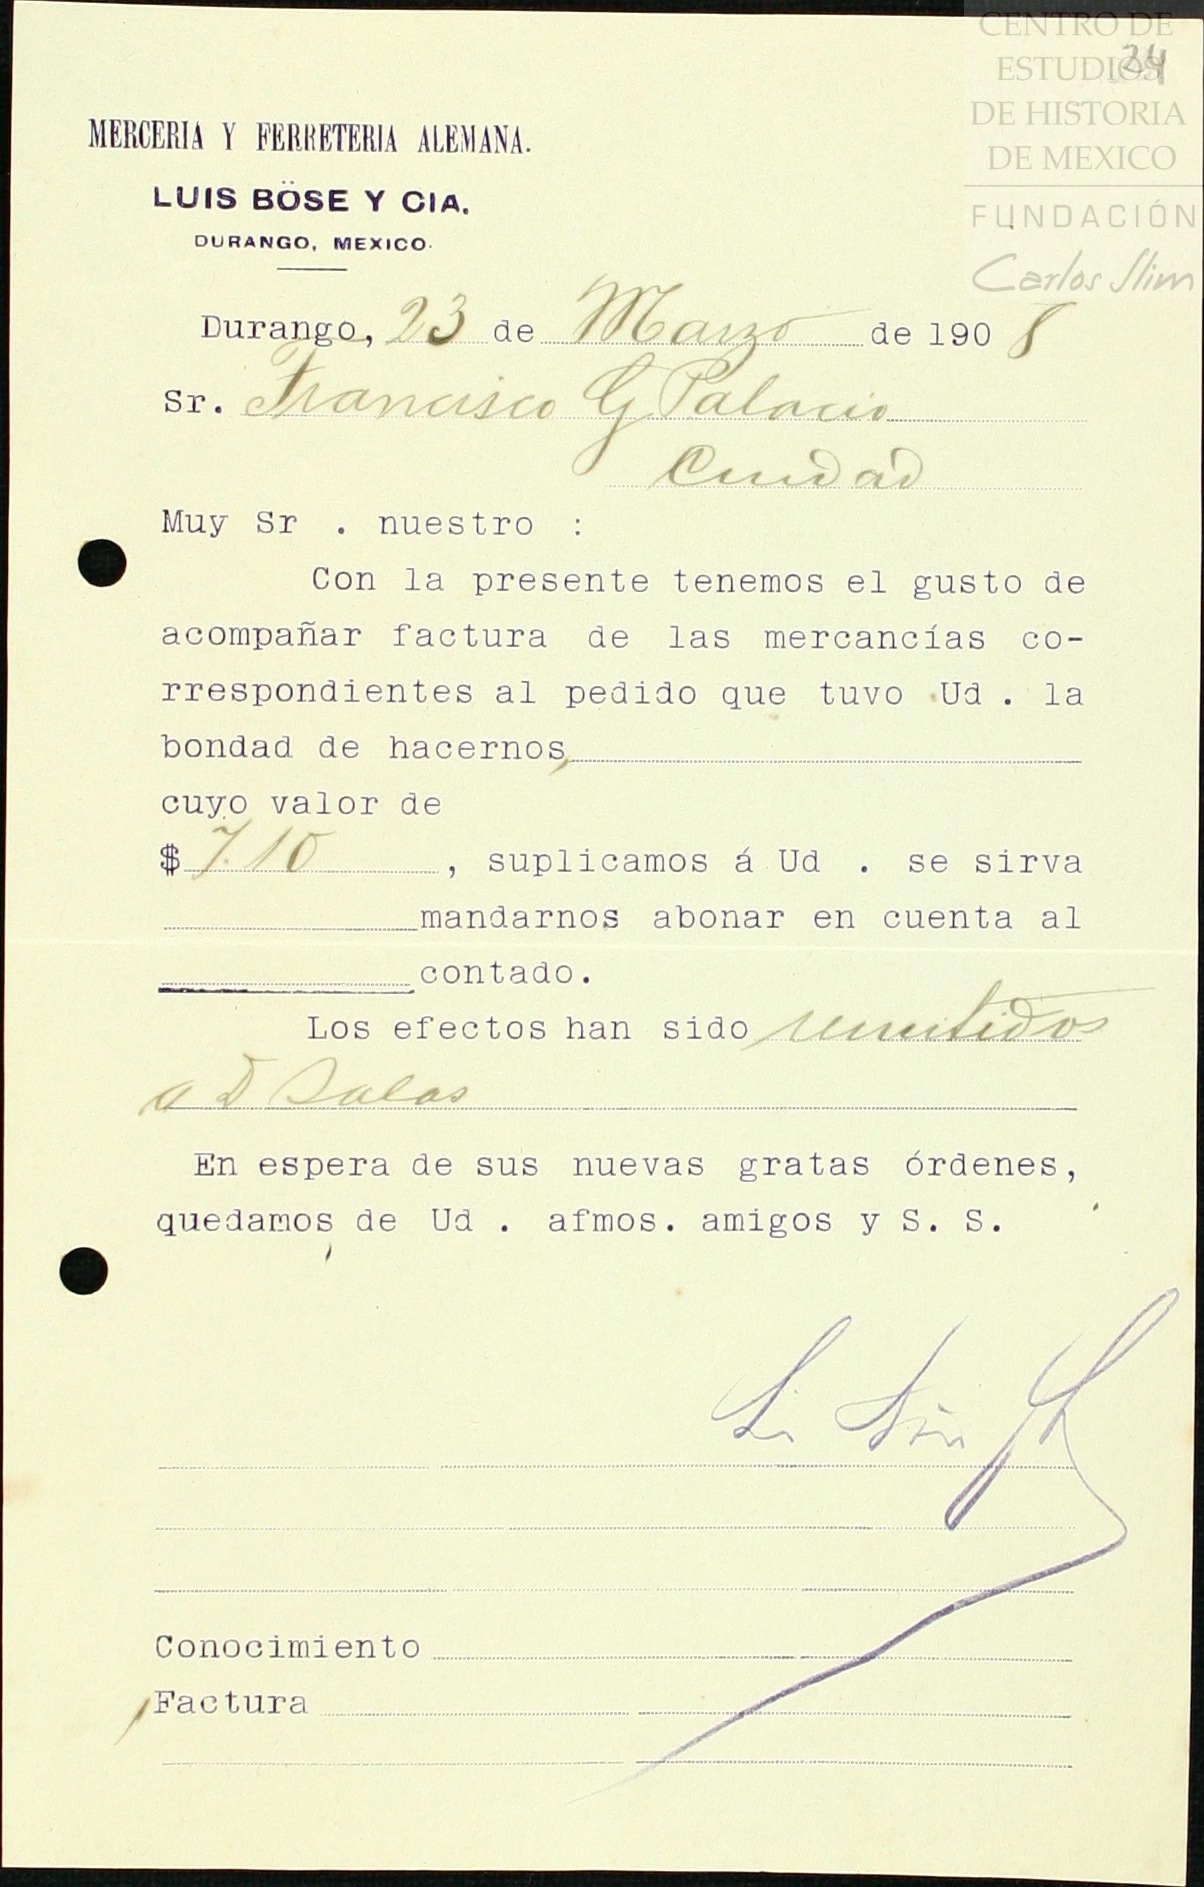 CENTRO DE
ESTUDIOS
DE HISTORIA
DE MEXICO
FUNDACIÓN
Carlos Slim
24
MERCERIA Y FERRETERIA ALEMANA.
LUIS BÖSE Y CIA.
DURANGO, MEXICO.
Durango, 23 de Marzo de 1908
Sr. Francisco G Palacio
Ciudad
Muy Sr . nuestro :
Con la presente tenemos el gusto de
acompañar factura de las mercancías co-
rrespondientes al pedido que tuvo Ud . la
bondad de hacernos,
cuyo valor de
$ 7.10 , suplicamos á Ud . se sirva
mandarnos abonar en cuenta al
contado.
Los efectos han sido remitidos
a D Salas
En espera de sus nuevas gratas órdenes,
quedamos de Ud . afmos. amigos y S. S.
Conocimiento
Factura